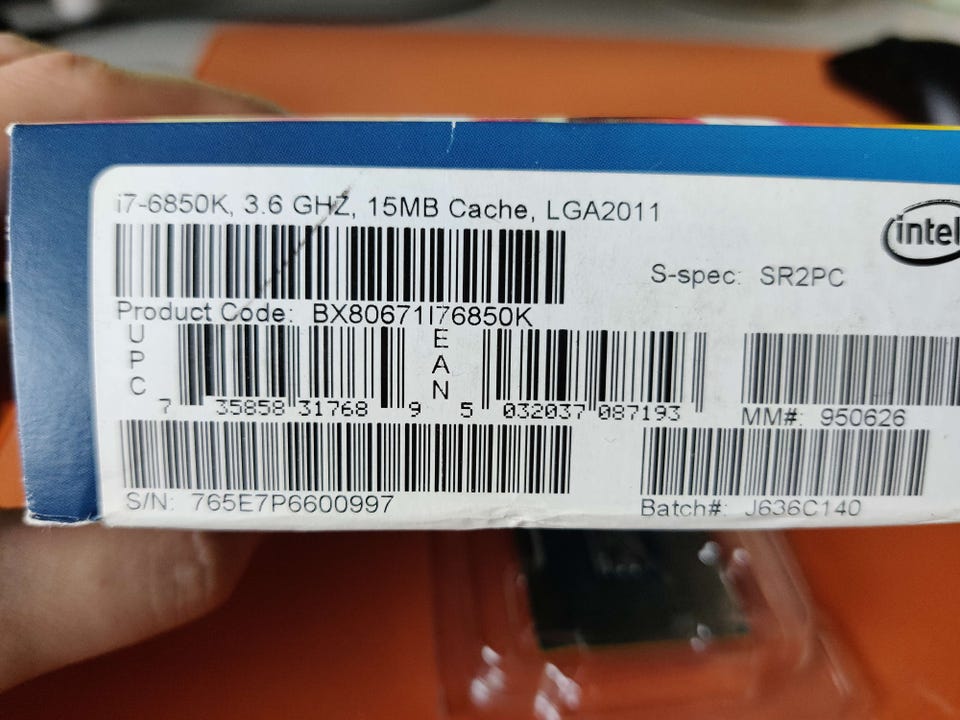 i7-6850K, 3.6 GHZ, 15MB Cache, LGA2011
intel
S-spec: SR2PC
Product Code: BX80671I76850K
UPC
EAN
7 35858 31768 9
5 032037 087193
MM#: 950626
S/N: 765E7P6600997
Batch#: J636C140